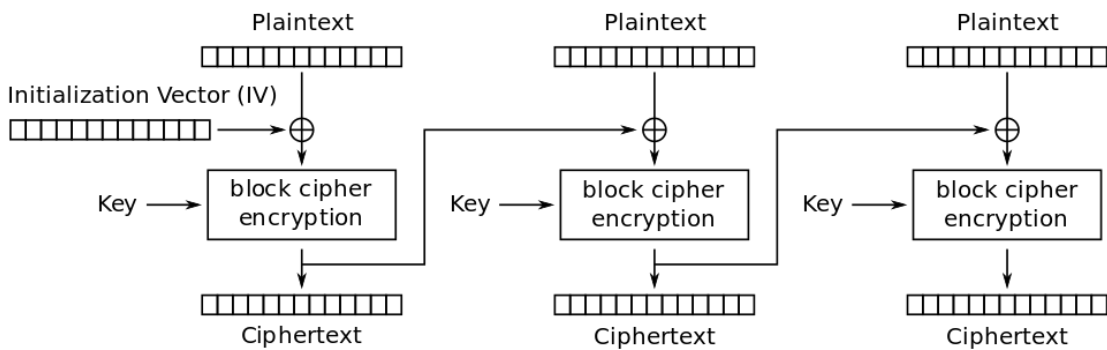 Plaintext
Plaintext
Plaintext
Initialization Vector (IV)
Key
block cipher
encryption
Key
block cipher
encryption
Key
block cipher
encryption
Ciphertext
Ciphertext
Ciphertext